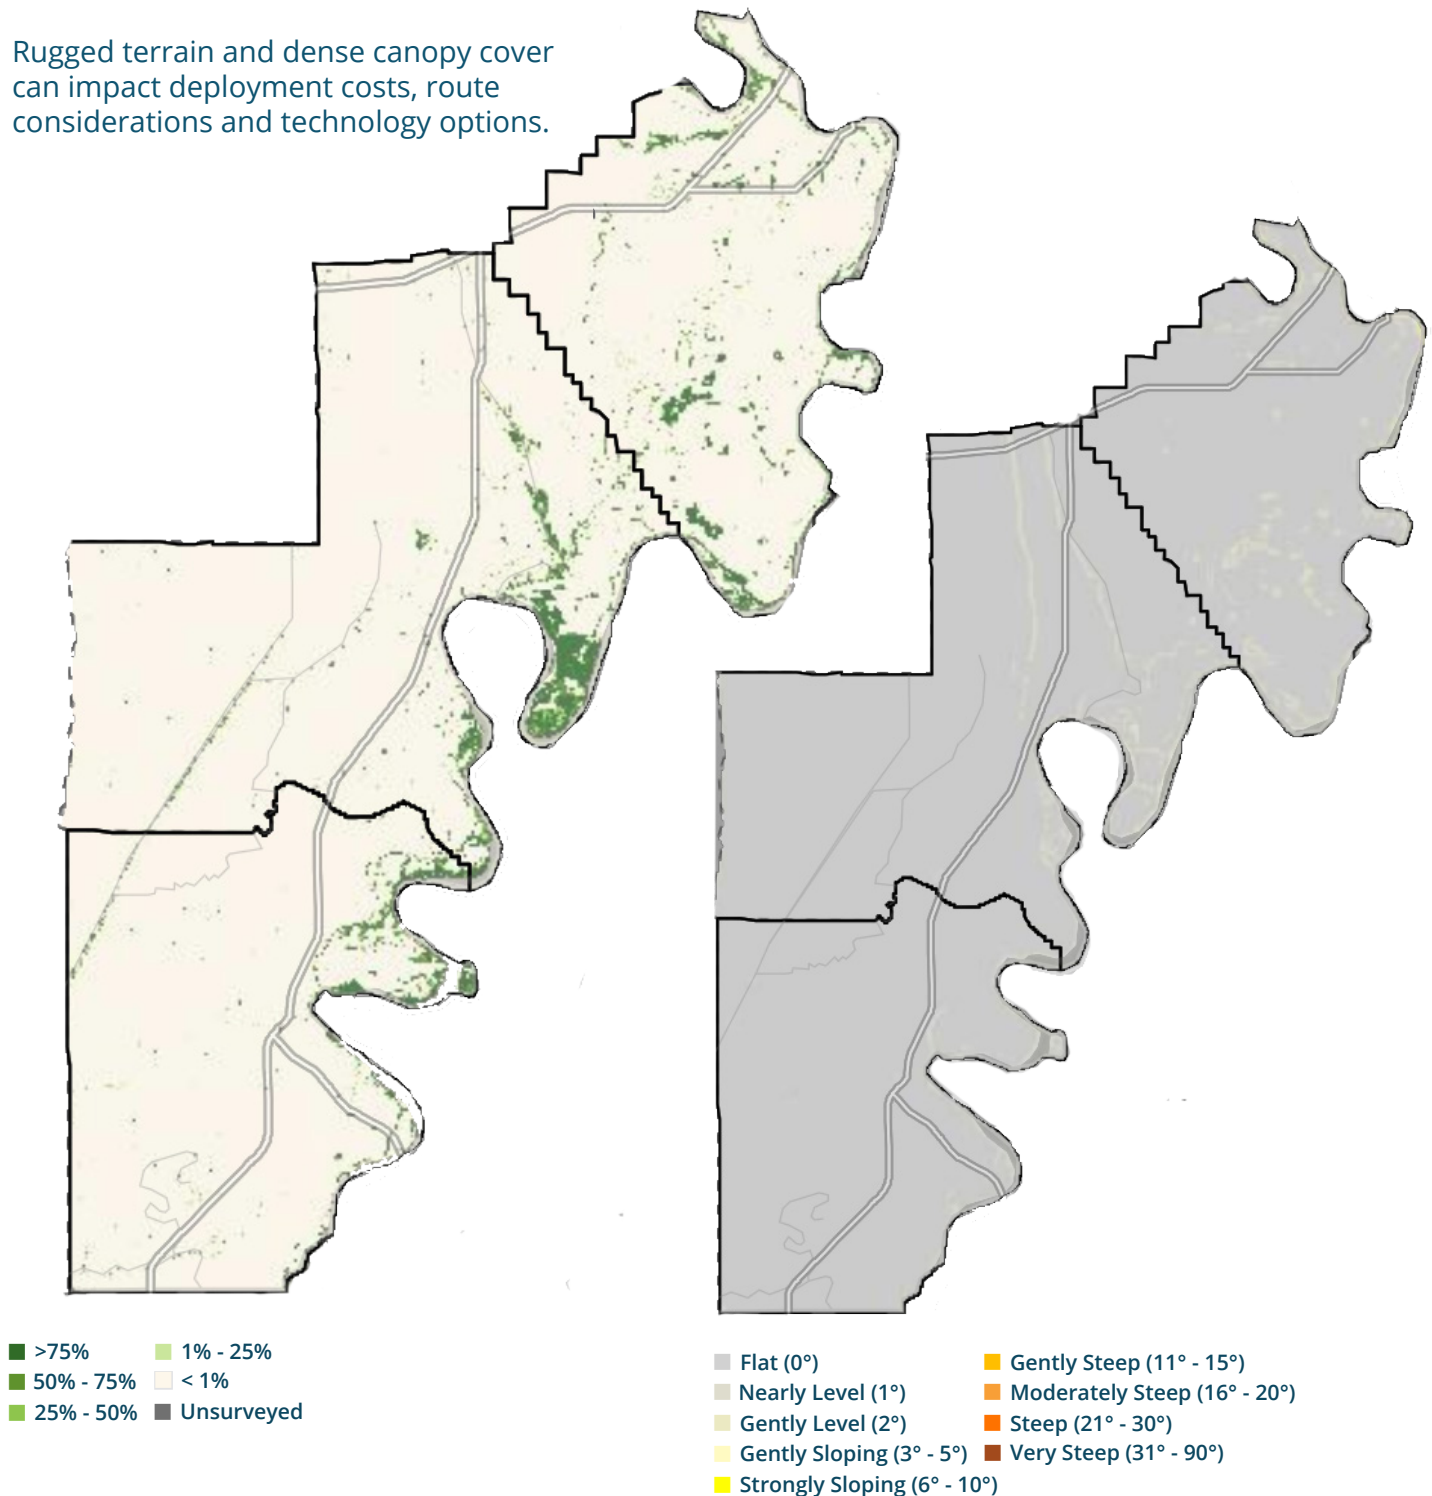 Rugged terrain and dense canopy cover
can impact deployment costs, route
considerations and technology options.
>75%
50% - 75%
25% - 50%
1% - 25%
< 1%
Unsurveyed
Flat (0°)
Nearly Level (1°)
Gently Level (2°)
Gently Sloping (3° - 5°)
Strongly Sloping (6° - 10°)
Gently Steep (11° - 15°)
Moderately Steep (16° - 20°)
Steep (21° - 30°)
Very Steep (31° - 90°)